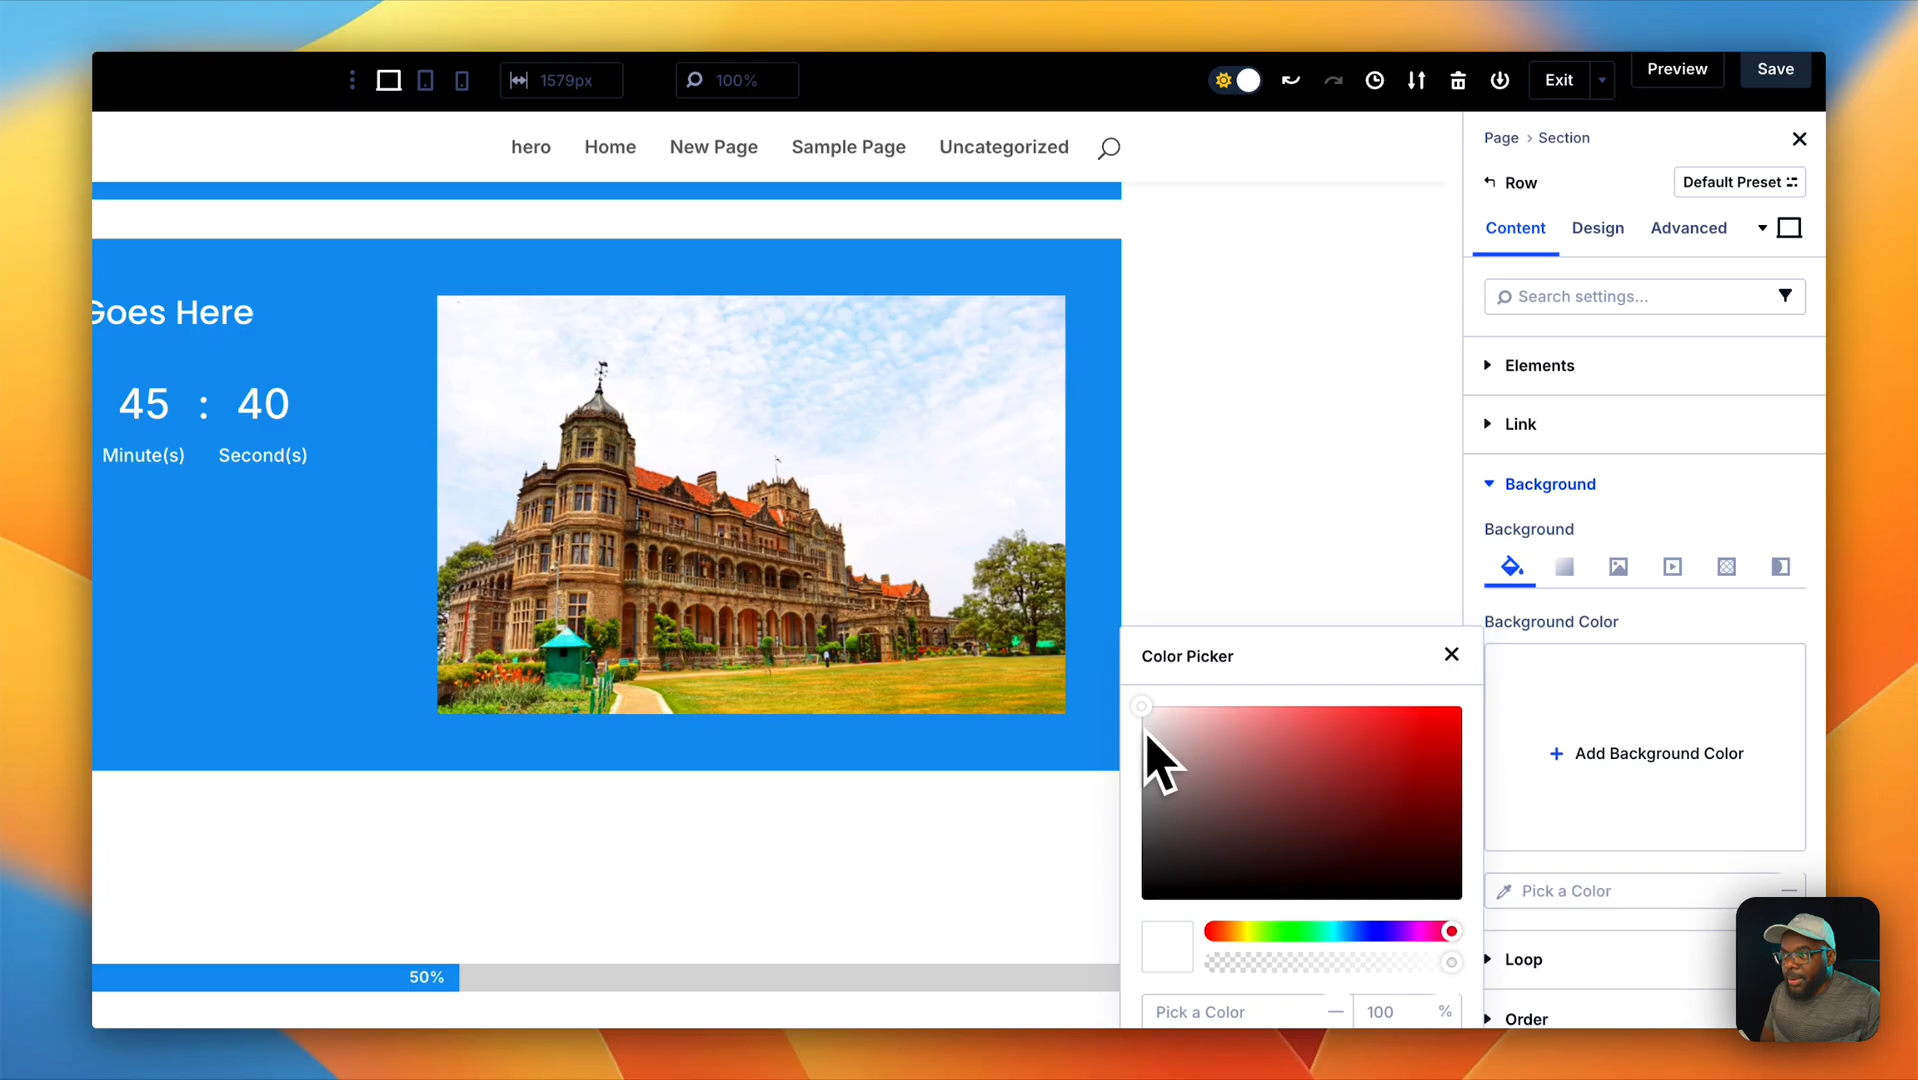 1579px
100%
Exit
Preview
Save
hero
Home
New Page
Sample Page
Uncategorized
Page
Section
Row
Default Preset
Content
Design
Advanced
Search settings...
Elements
Link
Background
Background
Background Color
Add Background Color
Pick a Color
Loop
Order
Goes Here
45 : 40
Minute(s)
Second(s)
Color Picker
Pick a Color
100 %
50%